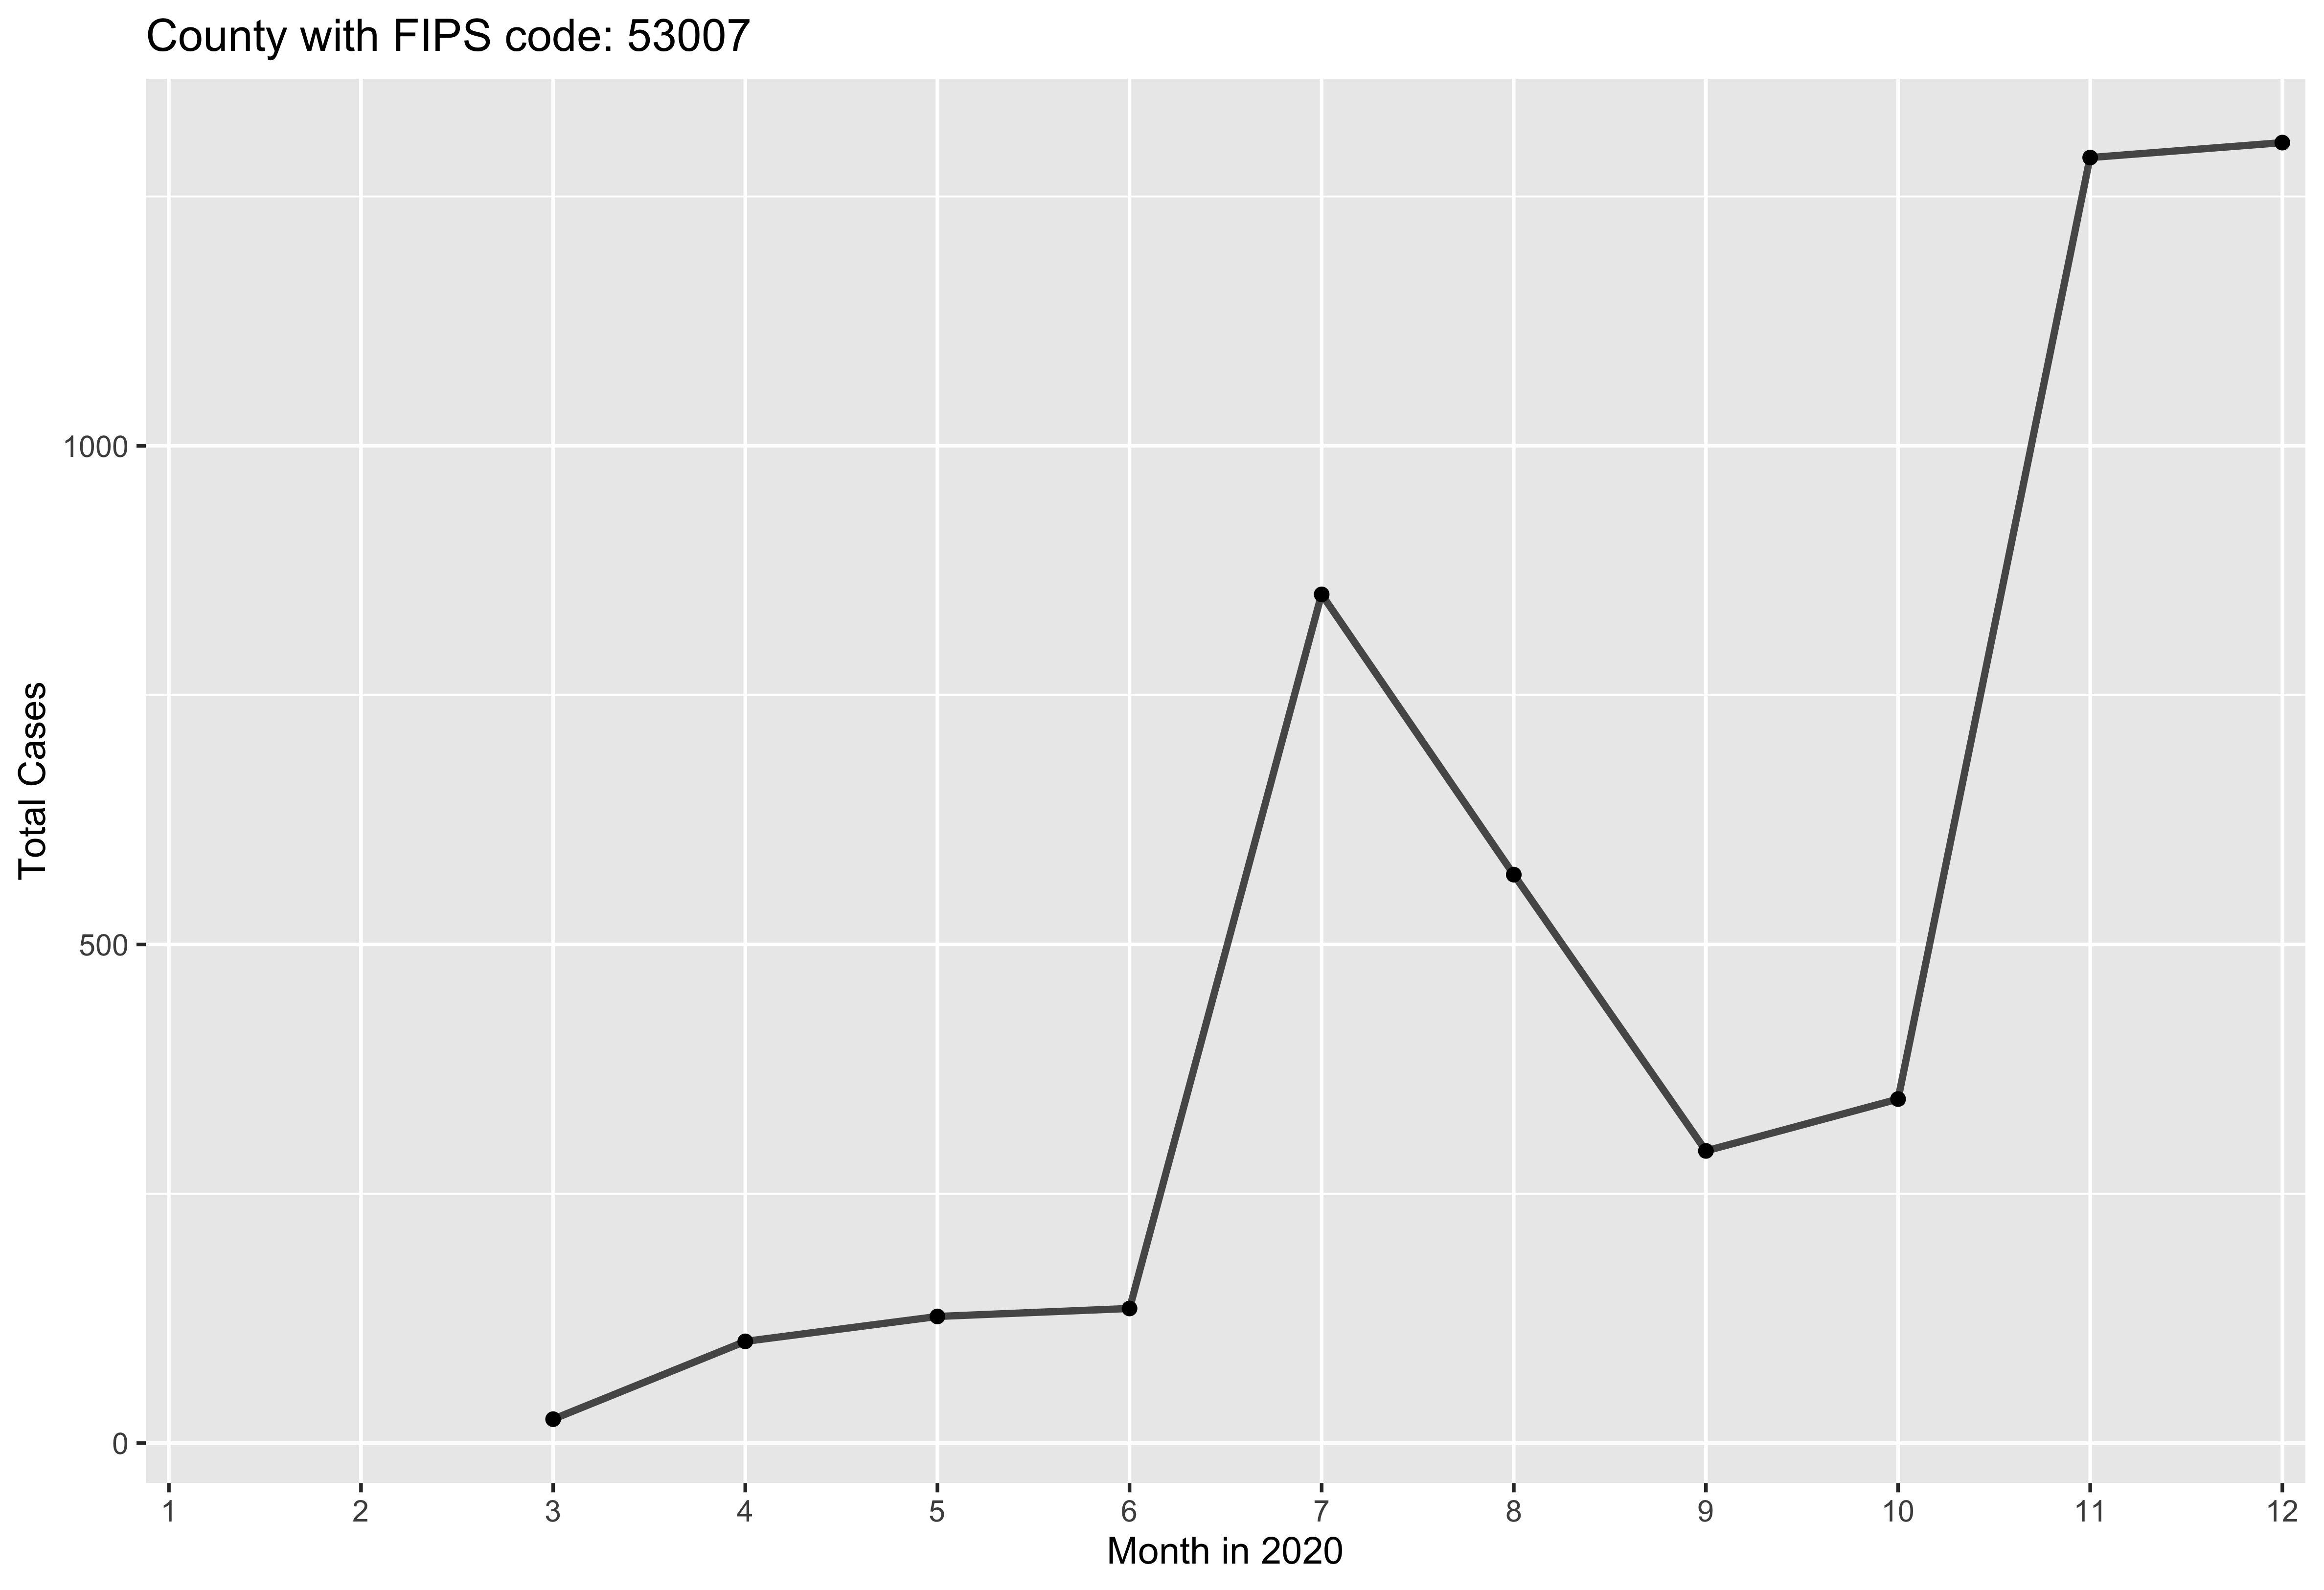 County with FIPS code: 53007
Total Cases
1000
500
0
1 2 3 4 5 6 7 8 9 10 11 12
Month in 2020